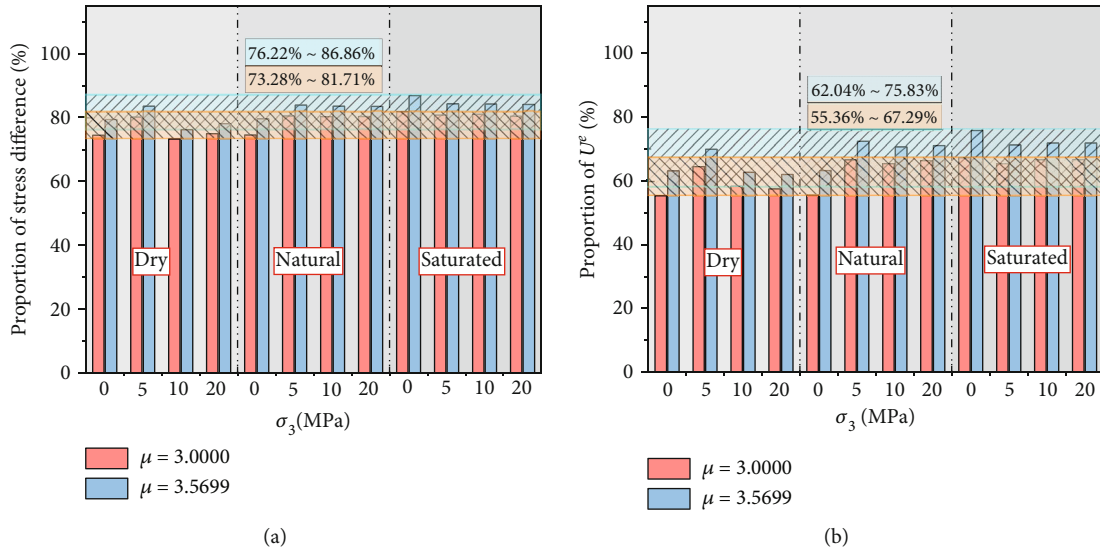 Proportion of stress difference (%)
100
80
60
40
20
0
76.22% ~ 86.86%
73.28% ~ 81.71%
Dry
Natural
Saturated
0 5 10 20 0 5 10 20 0 5 10 20
σ3(MPa)
μ = 3.0000
μ = 3.5699
(a)
Proportion of Ue (%)
100
80
60
40
20
0
62.04% ~ 75.83%
55.36% ~ 67.29%
Dry
Natural
Saturated
0 5 10 20 0 5 10 20 0 5 10 20
σ3 (MPa)
μ = 3.0000
μ = 3.5699
(b)